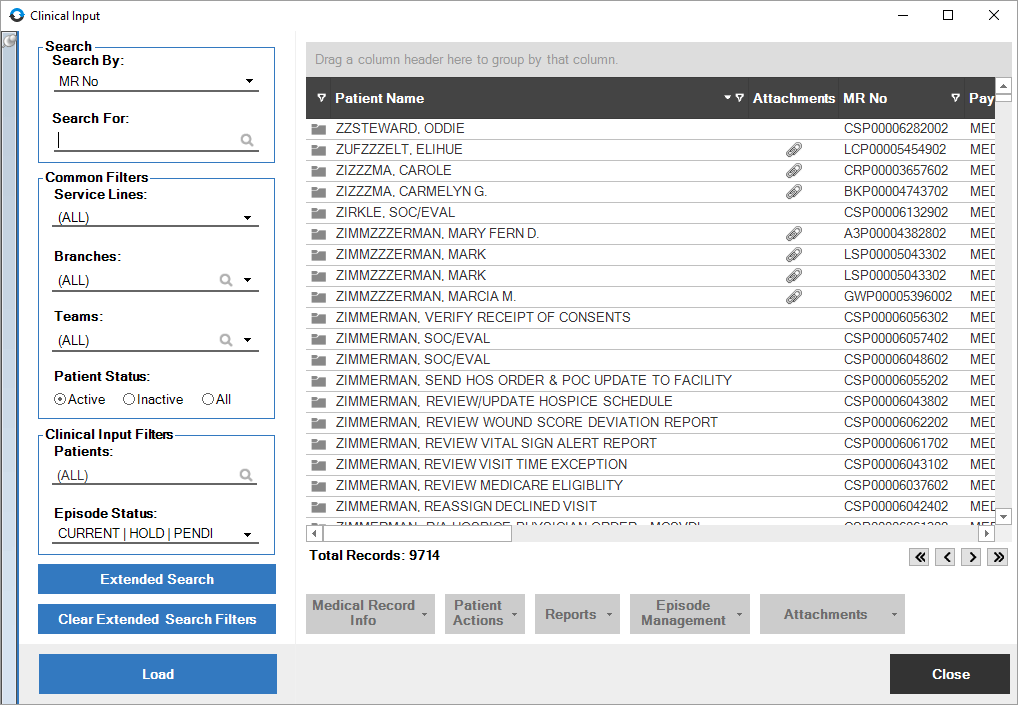 Clinical Input
Search
Search By:
MR No
Search For:
Common Filters
Service Lines:
(ALL)
Branches:
(ALL)
Teams:
(ALL)
Patient Status:
Active Inactive All
Clinical Input Filters
Patients:
(ALL)
Episode Status:
CURRENT | HOLD | PENDI
Extended Search
Clear Extended Search Filters
Load
Drag a column header here to group by that column.
Patient Name Attachments MR No Pay
ZZSTEWARD, ODDIE CSP00006282002 MED
ZUFZZZELT, ELIHUE LCP00005454902 MED
ZIZZZMA, CAROLE CRP00003657602 MED
ZIZZZMA, CARMELYN G. BKP00004743702 MED
ZIRKLE, SOC/EVAL CSP00006132902 MED
ZIMMZZZERMAN, MARY FERN D. A3P00004382802 MED
ZIMMZZZERMAN, MARK LSP00005043302 MED
ZIMMZZZERMAN, MARK LSP00005043302 MED
ZIMMZZZERMAN, MARCIA M. GWP00005396002 MED
ZIMMERMAN, VERIFY RECEIPT OF CONSENTS CSP00006056302 MED
ZIMMERMAN, SOC/EVAL CSP00006057402 MED
ZIMMERMAN, SOC/EVAL CSP00006048602 MED
ZIMMERMAN, SEND HOS ORDER & POC UPDATE TO FACILITY CSP00006055202 MED
ZIMMERMAN, REVIEW/UPDATE HOSPICE SCHEDULE CSP00006043802 MED
ZIMMERMAN, REVIEW WOUND SCORE DEVIATION REPORT CSP00006062202 MED
ZIMMERMAN, REVIEW VITAL SIGN ALERT REPORT CSP00006061702 MED
ZIMMERMAN, REVIEW VISIT TIME EXCEPTION CSP00006043102 MED
ZIMMERMAN, REVIEW MEDICARE ELIGIBLITY CSP00006037602 MED
ZIMMERMAN, REASSIGN DECLINED VISIT CSP00006042402 MED
Total Records: 9714
Medical Record
Info
Patient
Actions
Reports
Episode
Management
Attachments
Close